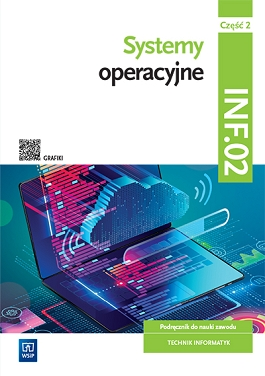 Część 2
Systemy
operacyjne
INF.02
GRAFIKI
Podręcznik do nauki zawodu
TECHNIK INFORMATYK
WSiP